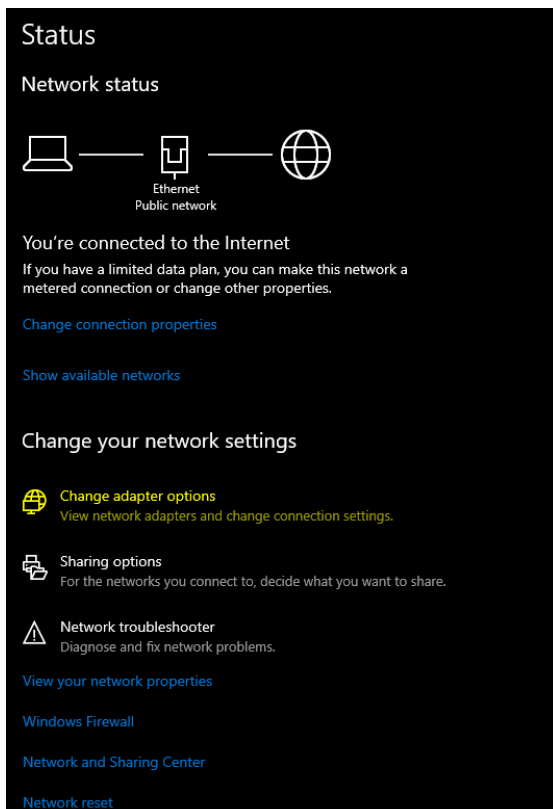 Status
Network status
Ethernet
Public network
You're connected to the Internet
If you have a limited data plan, you can make this network a
metered connection or change other properties.
Change connection properties
Show available networks
Change your network settings
Change adapter options
View network adapters and change connection settings.
Sharing options
For the networks you connect to, decide what you want to share.
Network troubleshooter
Diagnose and fix network problems.
View your network properties
Windows Firewall
Network and Sharing Center
Network reset